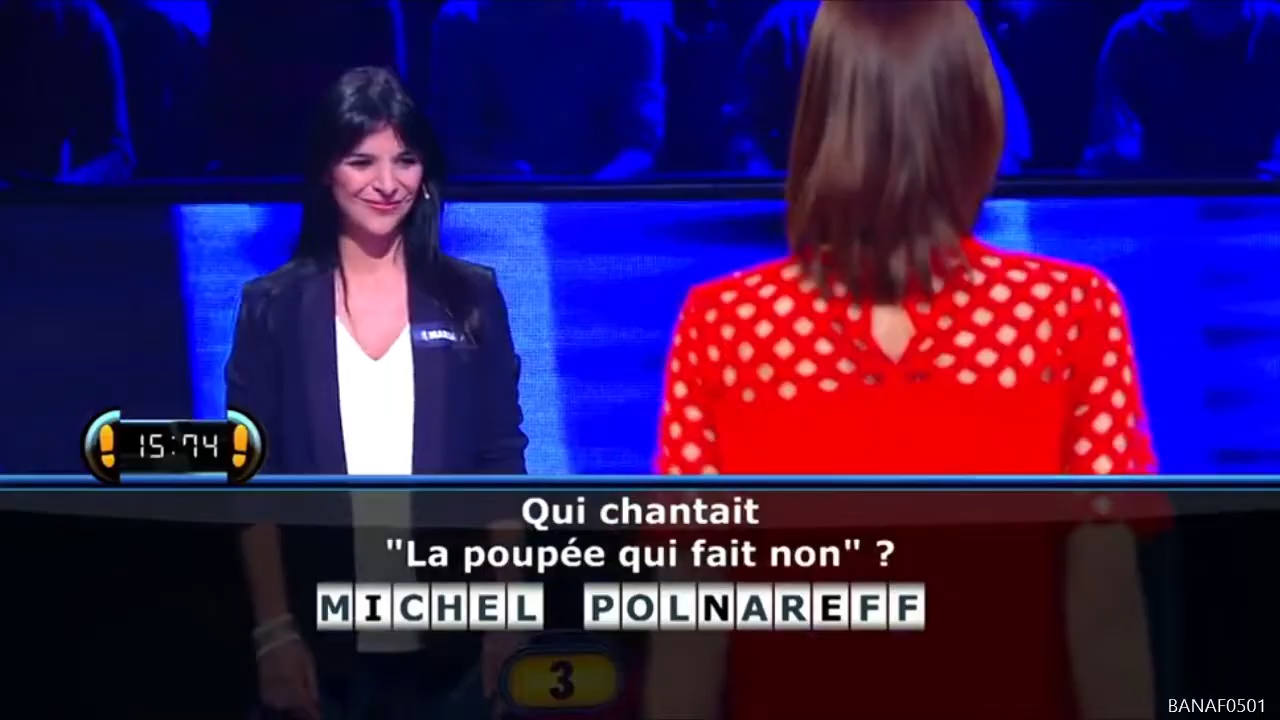 15:74
Qui chantait
"La poupée qui fait non" ?
MICHEL POLNAREFF
3
BANAF0501